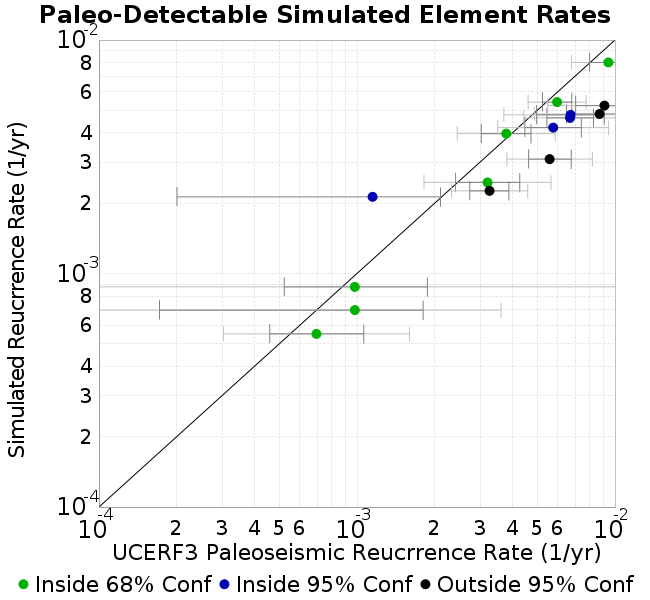 Paleo-Detectable Simulated Element Rates
10-2
8
6
4
3
2
10-3
8
6
4
3
2
10-4
Simulated Reucrrence Rate (1/yr)
10-4 2 3 4 5 6 10-3 2 3 4 5 6 10-2
UCERF3 Paleoseismic Reucrrence Rate (1/yr)
Inside 68% Conf Inside 95% Conf Outside 95% Conf